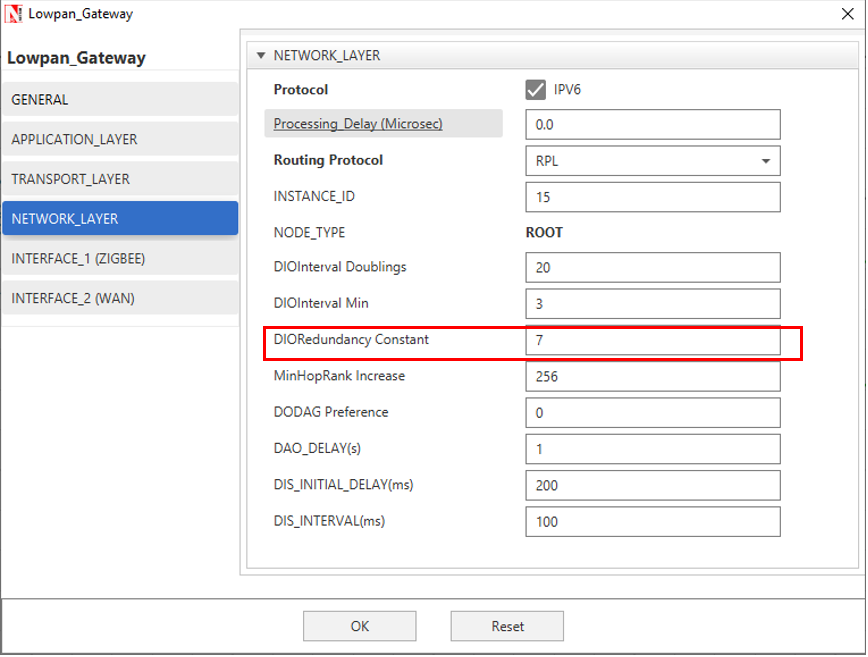 Lowpan_Gateway
Lowpan_Gateway
GENERAL
APPLICATION_LAYER
TRANSPORT_LAYER
NETWORK_LAYER
INTERFACE_1 (ZIGBEE)
INTERFACE_2 (WAN)
NETWORK_LAYER
Protocol IPV6
Processing_Delay (Microsec) 0.0
Routing Protocol RPL
INSTANCE_ID 15
NODE_TYPE ROOT
DIOInterval Doublings 20
DIOInterval Min 3
DIORedundancy Constant 7
MinHopRank Increase 256
DODAG Preference 0
DAO_DELAY(s) 1
DIS_INITIAL_DELAY(ms) 200
DIS_INTERVAL(ms) 100
OK Reset